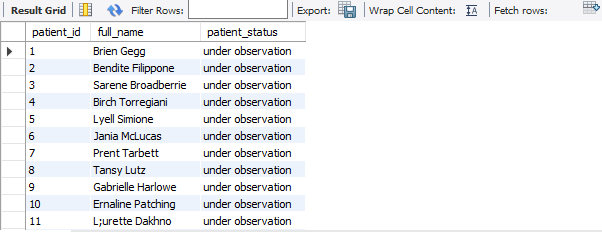 Result Grid Filter Rows: Export: Wrap Cell Content: Fetch rows:
patient_id full_name patient_status
1 Brien Gegg under observation
2 Bendite Filippone under observation
3 Sarene Broadberrie under observation
4 Birch Torregiani under observation
5 Lyell Simione under observation
6 Jania McLucas under observation
7 Prent Tarbett under observation
8 Tansy Lutz under observation
9 Gabrielle Harlowe under observation
10 Ernaline Patching under observation
11 L;urette Dakhno under observation